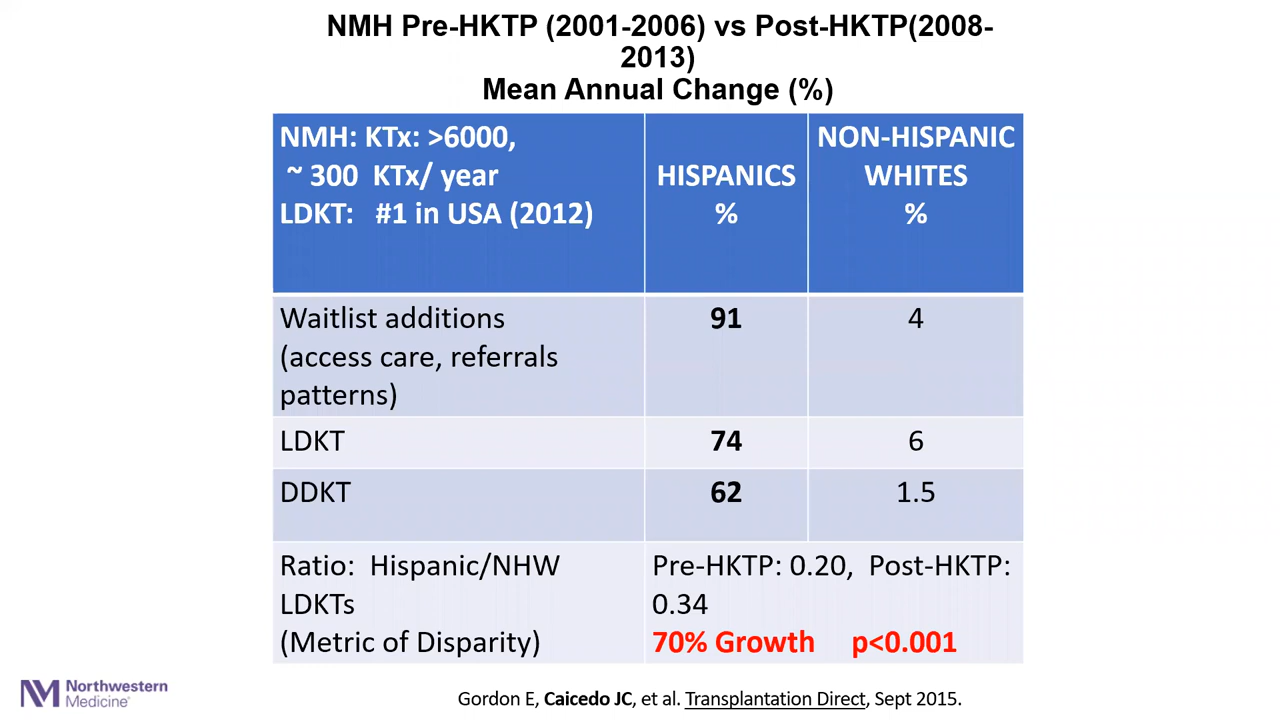 NMH Pre-HKTP (2001-2006) vs Post-HKTP(2008-
2013)
Mean Annual Change (%)
NMH: KTx: >6000,
~ 300 KTx/ year
LDKT: #1 in USA (2012)
HISPANICS
%
NON-HISPANIC
WHITES
%
Waitlist additions
(access care, referrals
patterns)
91
4
LDKT
74
6
DDKT
62
1.5
Ratio: Hispanic/NHW
LDKTs
(Metric of Disparity)
Pre-HKTP: 0.20, Post-HKTP:
0.34
70% Growth p<0.001
Northwestern
Medicine®
Gordon E, Caicedo JC, et al. Transplantation Direct, Sept 2015.